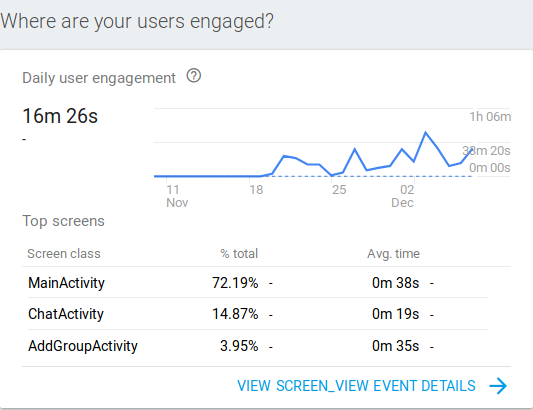 Where are your users engaged?
Daily user engagement ?
16m 26s
-
1h 06m
33m 20s
0m 00s
11 18 25 02
Nov Dec
Top screens
Screen class % total Avg. time
MainActivity 72.19% - 0m 38s -
ChatActivity 14.87% - 0m 19s -
AddGroupActivity 3.95% - 0m 35s -
VIEW SCREEN_VIEW EVENT DETAILS